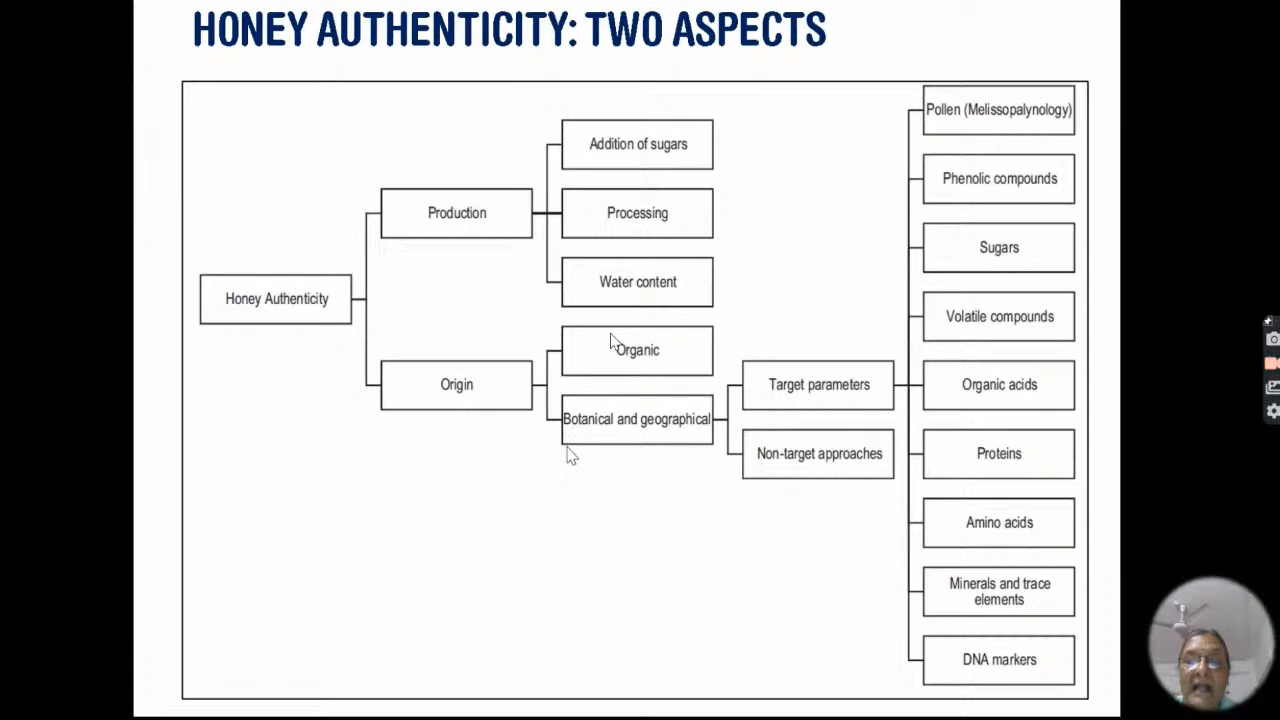 HONEY AUTHENTICITY: TWO ASPECTS
Honey Authenticity
Production
Addition of sugars
Processing
Water content
Origin
Organic
Botanical and geographical
Target parameters
Non-target approaches
Pollen (Melissopalynology)
Phenolic compounds
Sugars
Volatile compounds
Organic acids
Proteins
Amino acids
Minerals and trace
elements
DNA markers